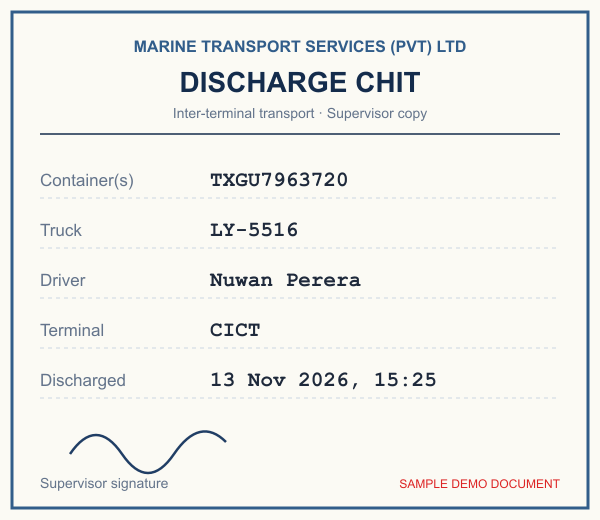 MARINE TRANSPORT SERVICES (PVT) LTD
DISCHARGE CHIT
Inter-terminal transport · Supervisor copy
Container(s) TXGU7963720
Truck LY-5516
Driver Nuwan Perera
Terminal CICT
Discharged 13 Nov 2026, 15:25
Supervisor signature SAMPLE DEMO DOCUMENT